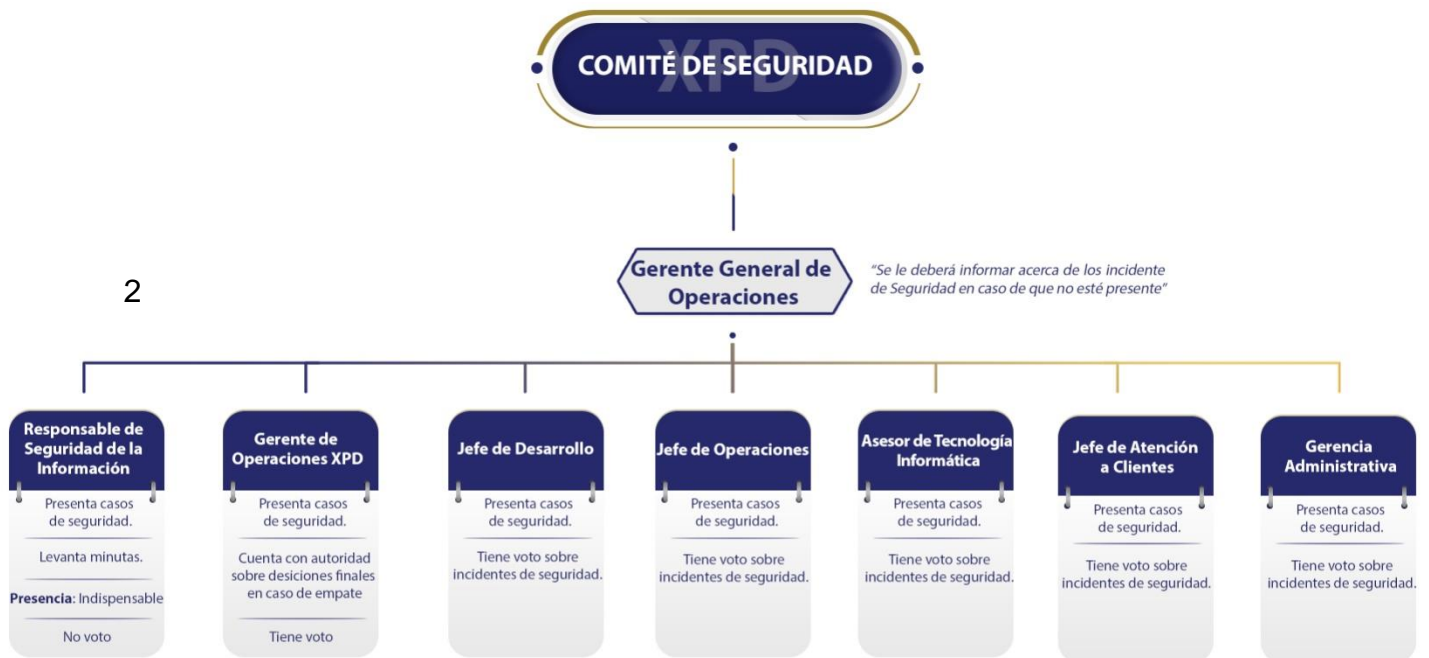 XPD
COMITÉ DE SEGURIDAD
Gerente General de
Operaciones
“Se le deberá informar acerca de los incidente
de Seguridad en caso de que no esté presente”
2
Responsable de
Seguridad de la
Información
Presenta casos
de seguridad.
Levanta minutas.
Presencia: Indispensable
No voto
Gerente de
Operaciones XPD
Presenta casos
de seguridad.
Cuenta con autoridad
sobre desiciones finales
en caso de empate
Tiene voto
Jefe de Desarrollo
Presenta casos
de seguridad.
Tiene voto sobre
incidentes de seguridad.
Jefe de Operaciones
Presenta casos
de seguridad.
Tiene voto sobre
incidentes de seguridad.
Asesor de Tecnología
Informática
Presenta casos
de seguridad.
Tiene voto sobre
incidentes de seguridad.
Jefe de Atención
a Clientes
Presenta casos
de seguridad.
Tiene voto sobre
incidentes de seguridad.
Gerencia
Administrativa
Presenta casos
de seguridad.
Tiene voto sobre
incidentes de seguridad.